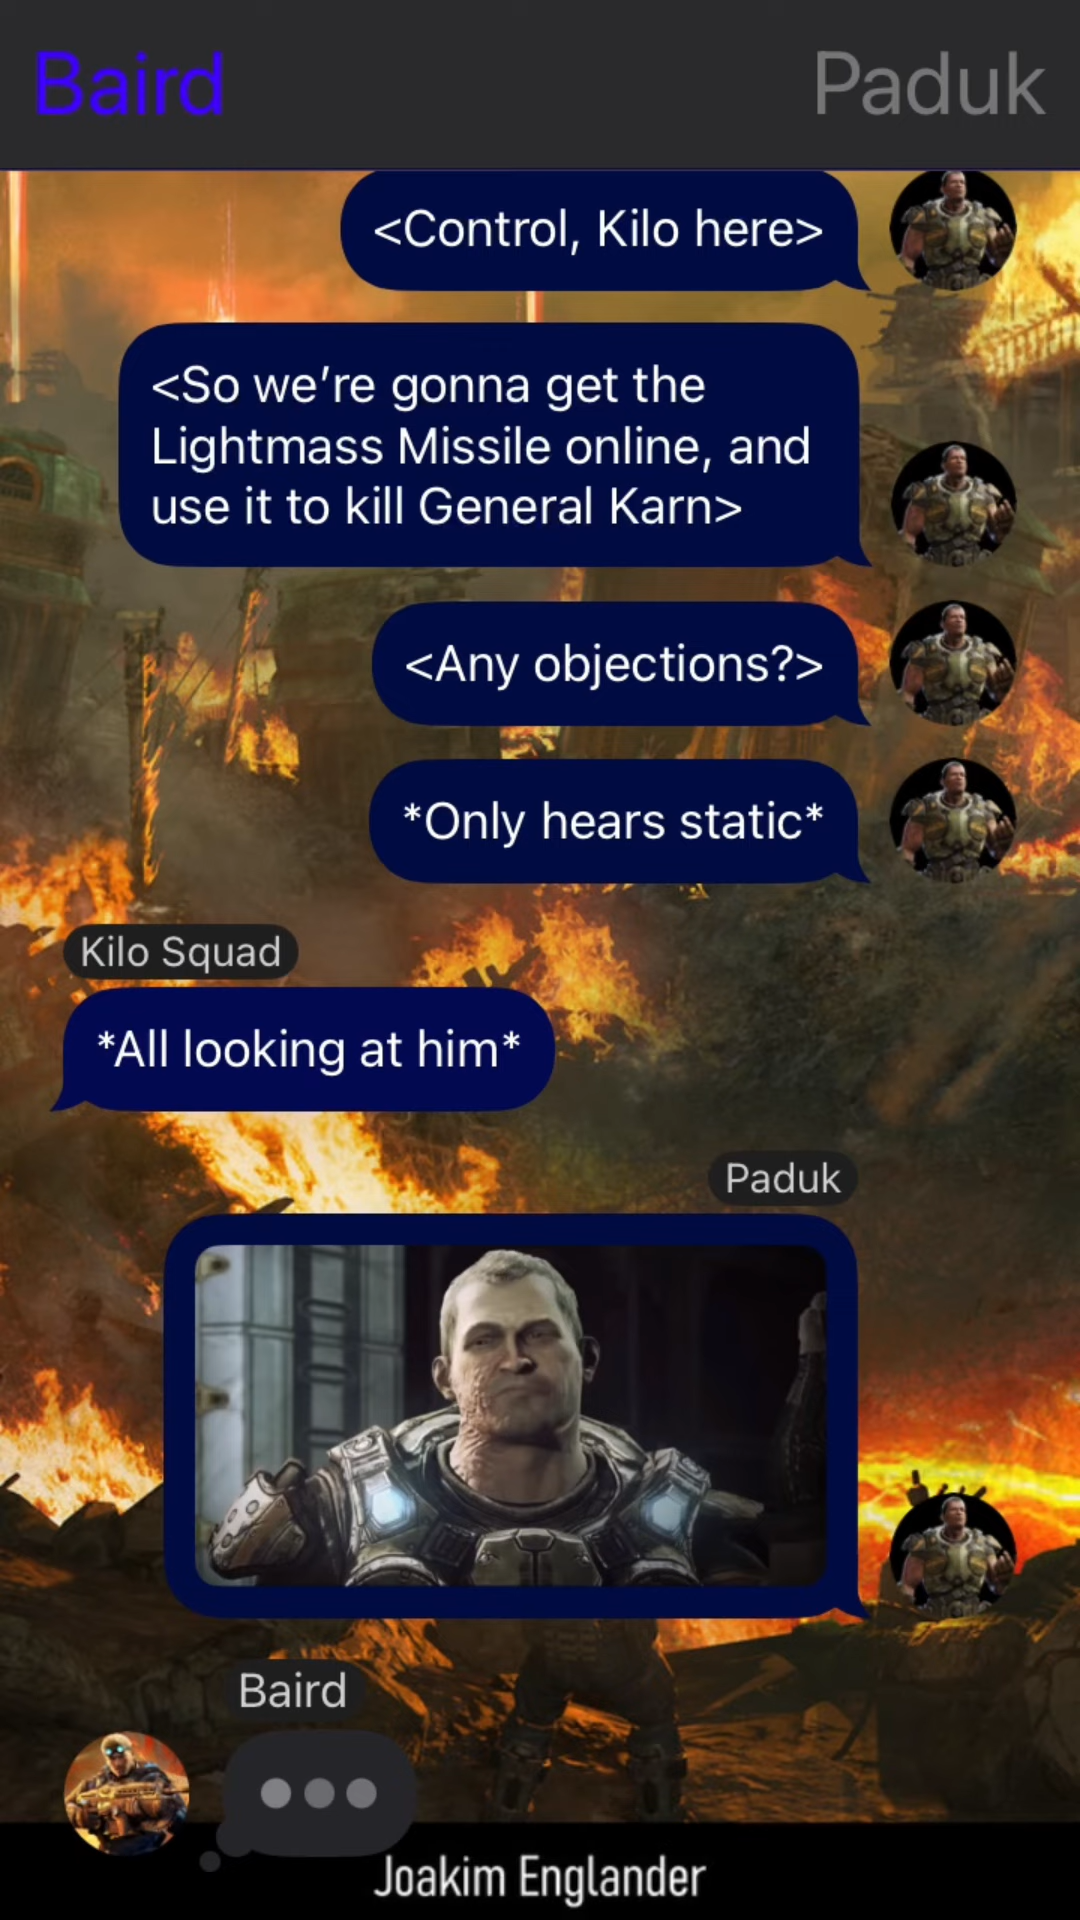 Baird
Paduk
<Control, Kilo here>
<So we’re gonna get the
Lightmass Missile online, and
use it to kill General Karn>
<Any objections?>
*Only hears static*
Kilo Squad
*All looking at him*
Paduk
Baird
Joakim Englander